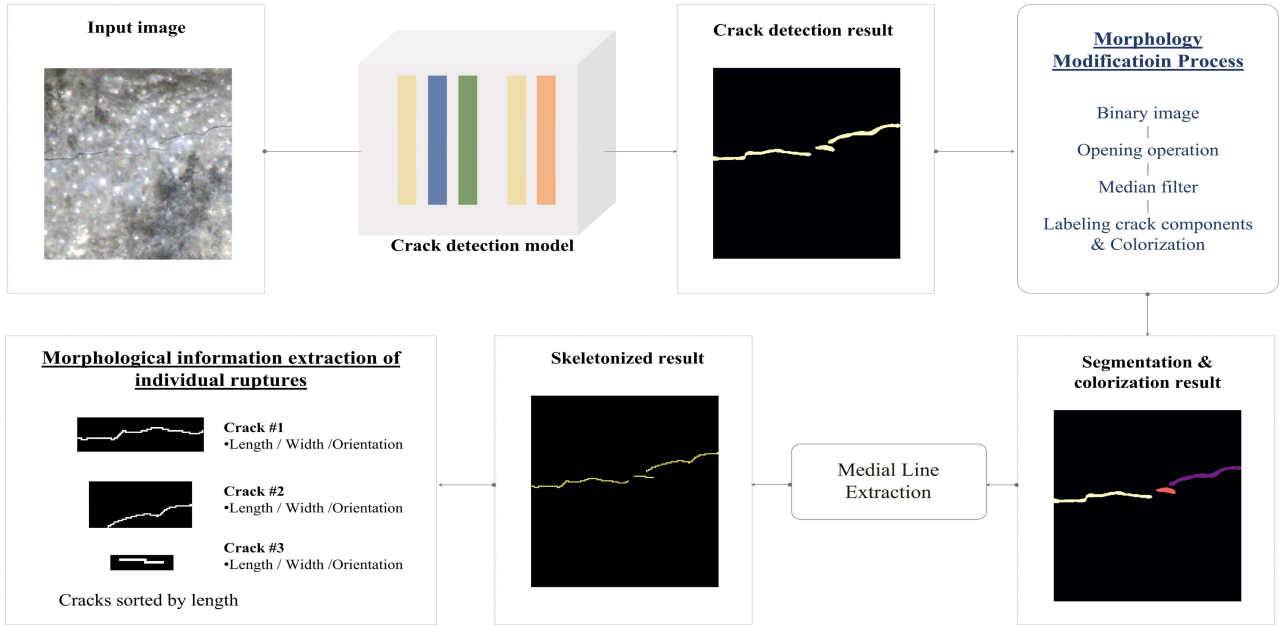 Input image
Crack detection model
Crack detection result
Morphology
Modificatioin Process
Binary image
Opening operation
Median filter
Labeling crack components
& Colorization
Segmentation &
colorization result
Medial Line
Extraction
Skeletonized result
Morphological information extraction of
individual ruptures
Crack #1
•Length / Width /Orientation
Crack #2
•Length / Width /Orientation
Crack #3
•Length / Width /Orientation
Cracks sorted by length